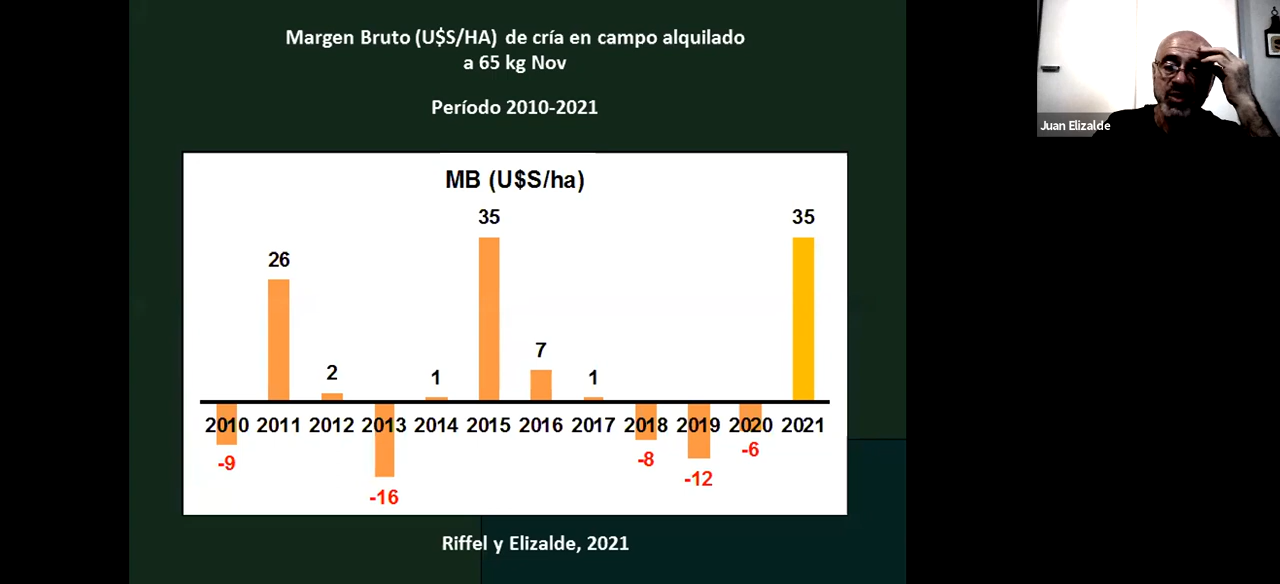 Margen Bruto (U$S/HA) de cría en campo alquilado
a 65 kg Nov
Período 2010-2021
Juan Elizalde
MB (U$S/ha)
35
35
26
7
2
1
1
2010 2011 2012 2013 2014 2015 2016 2017 2018 2019 2020 2021
-6
-9
-8
-12
-16
Riffel y Elizalde, 2021